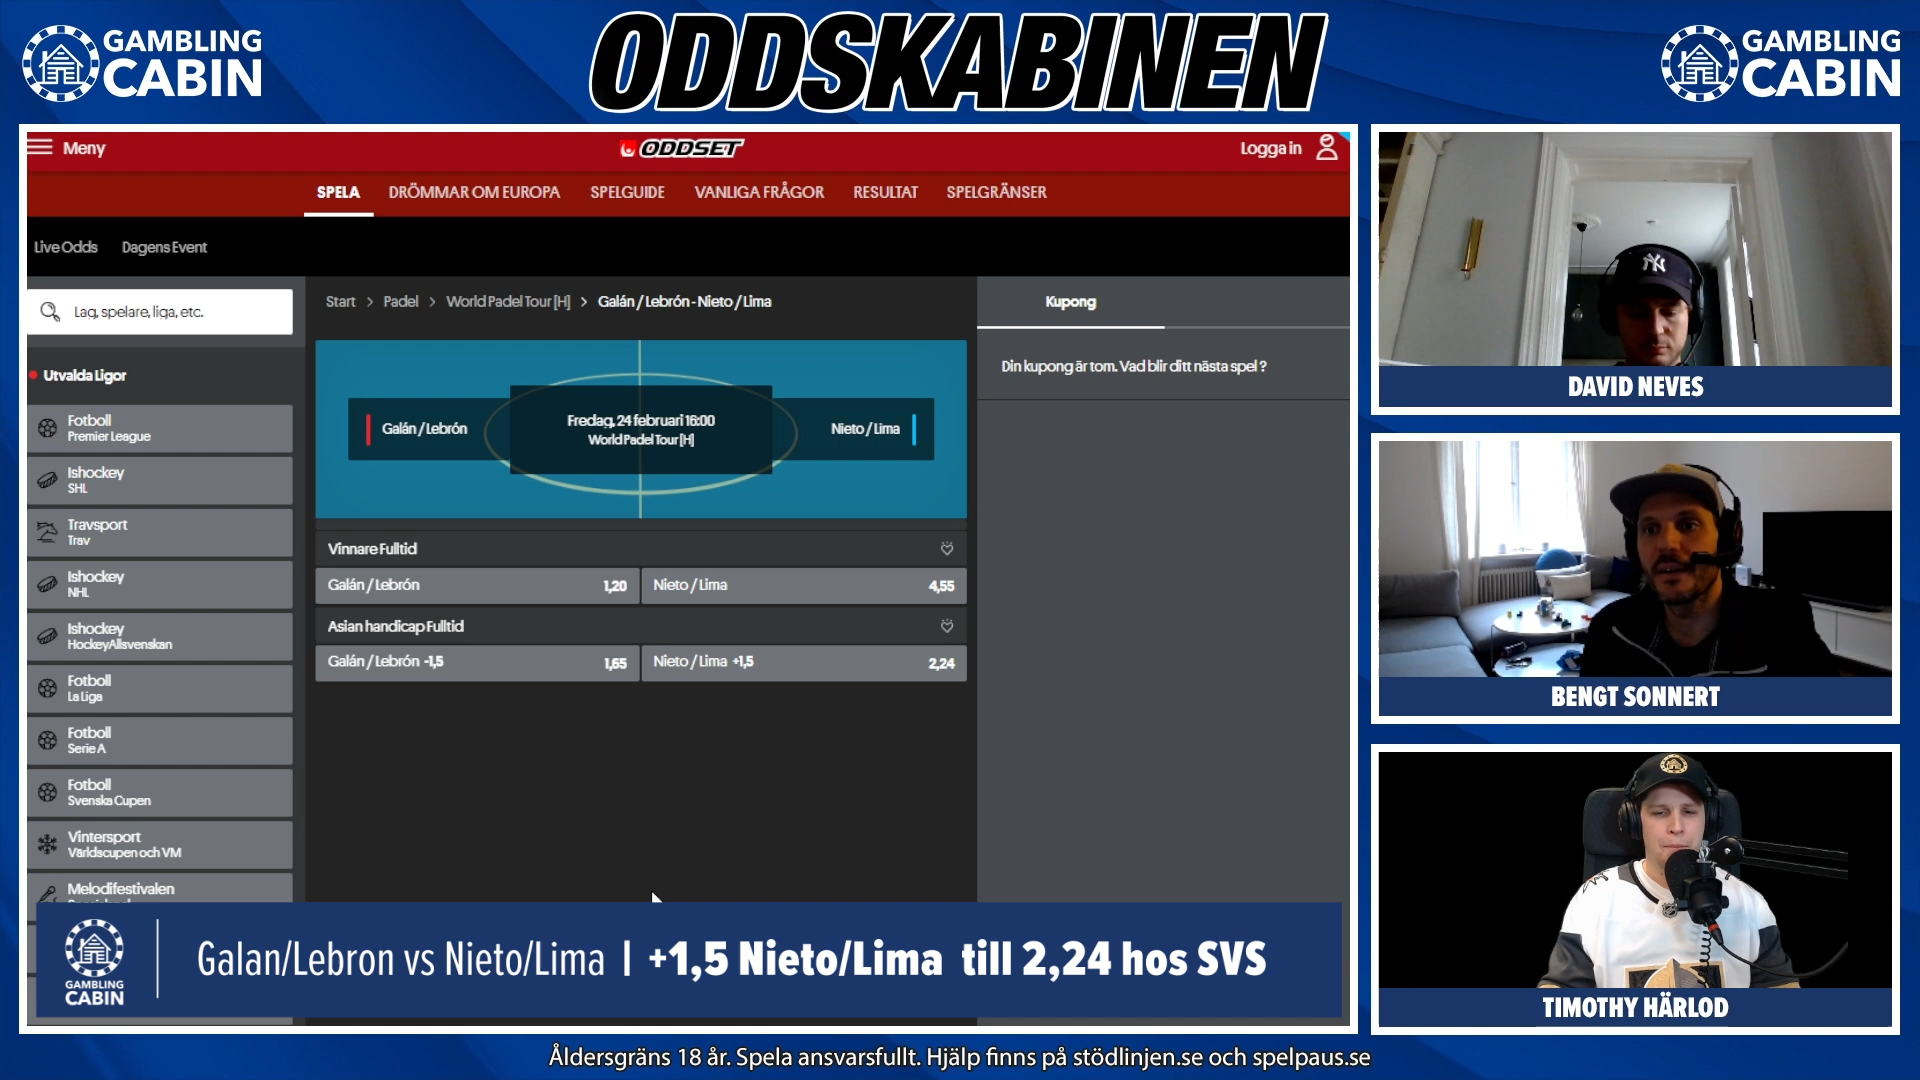 GAMBLING
CABIN
ODDSKABINEN
GAMBLING
CABIN
Meny
ODDSET
Logga in
SPELA DRÖMMAR OM EUROPA SPELGUIDE VANLIGA FRÅGOR RESULTAT SPELGRÄNSER
Live Odds Dagens Event
Lag, spelare, liga, etc.
Start > Padel > World Padel Tour [H] > Galán / Lebrón - Nieto / Lima
Kupong
Din kupong är tom. Vad blir ditt nästa spel ?
Utvalda Ligor
Fotboll
Premier League
Ishockey
SHL
Travsport
Trav
Ishockey
NHL
Ishockey
HockeyAllsvenskan
Fotboll
La Liga
Fotboll
Serie A
Fotboll
Svenska Cupen
Vintersport
Världscupen och VM
Melodifestivalen
Galán / Lebrón
Fredag, 24 februari 16:00
World Padel Tour [H]
Nieto / Lima
Vinnare Fulltid
Galán / Lebrón 1,20
Nieto / Lima 4,55
Asian handicap Fulltid
Galán / Lebrón -1,5 1,65
Nieto / Lima +1,5 2,24
GAMBLING
CABIN
Galan/Lebron vs Nieto/Lima | +1,5 Nieto/Lima till 2,24 hos SVS
NY
DAVID NEVES
BENGT SONNERT
TIMOTHY HÄRLOD
Åldersgräns 18 år. Spela ansvarsfullt. Hjälp finns på stödlinjen.se och spelpaus.se